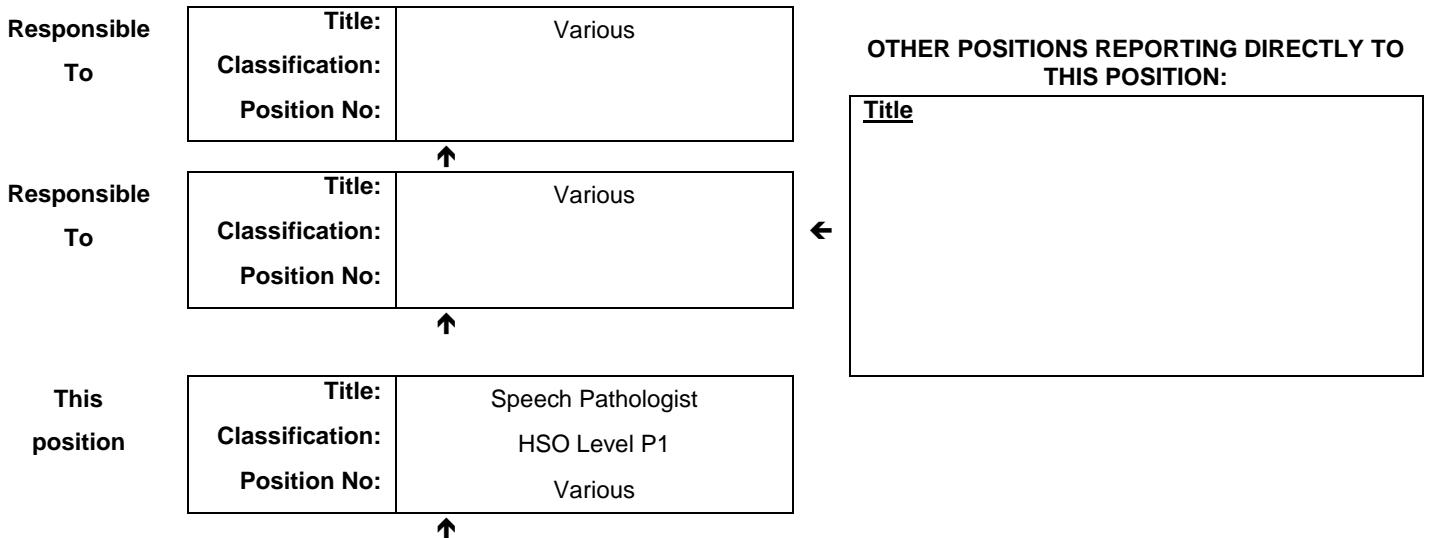 Responsible
To
Title: Various
Classification:
Position No:
OTHER POSITIONS REPORTING DIRECTLY TO
THIS POSITION:
Title
Responsible
To
Title: Various
Classification:
Position No:
This
position
Title: Speech Pathologist
Classification: HSO Level P1
Position No: Various